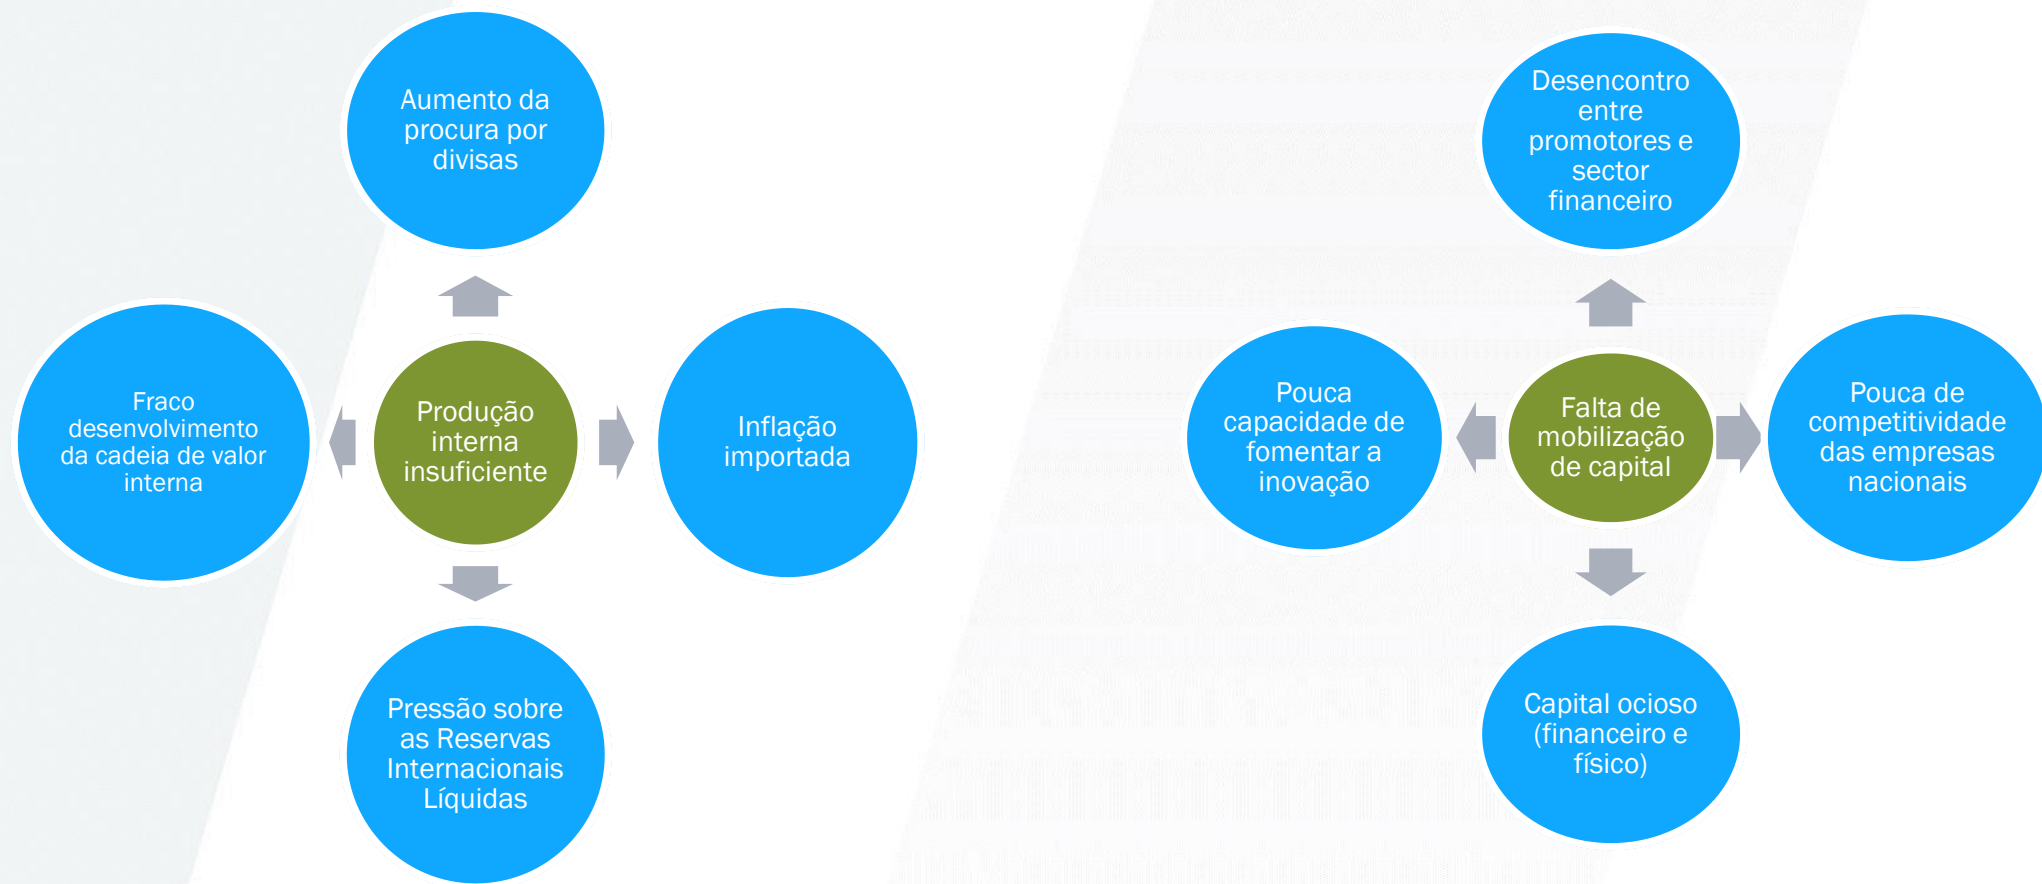 Aumento da
procura por
divisas
Fraco
desenvolvimento
da cadeia de valor
interna
Produção
interna
insuficiente
Inflação
importada
Pressão sobre
as Reservas
Internacionais
Líquidas
Desencontro
entre
promotores e
sector
financeiro
Pouca
capacidade de
fomentar a
inovação
Falta de
mobilização
de capital
Pouca de
competitividade
das empresas
nacionais
Capital ocioso
(financeiro e
físico)